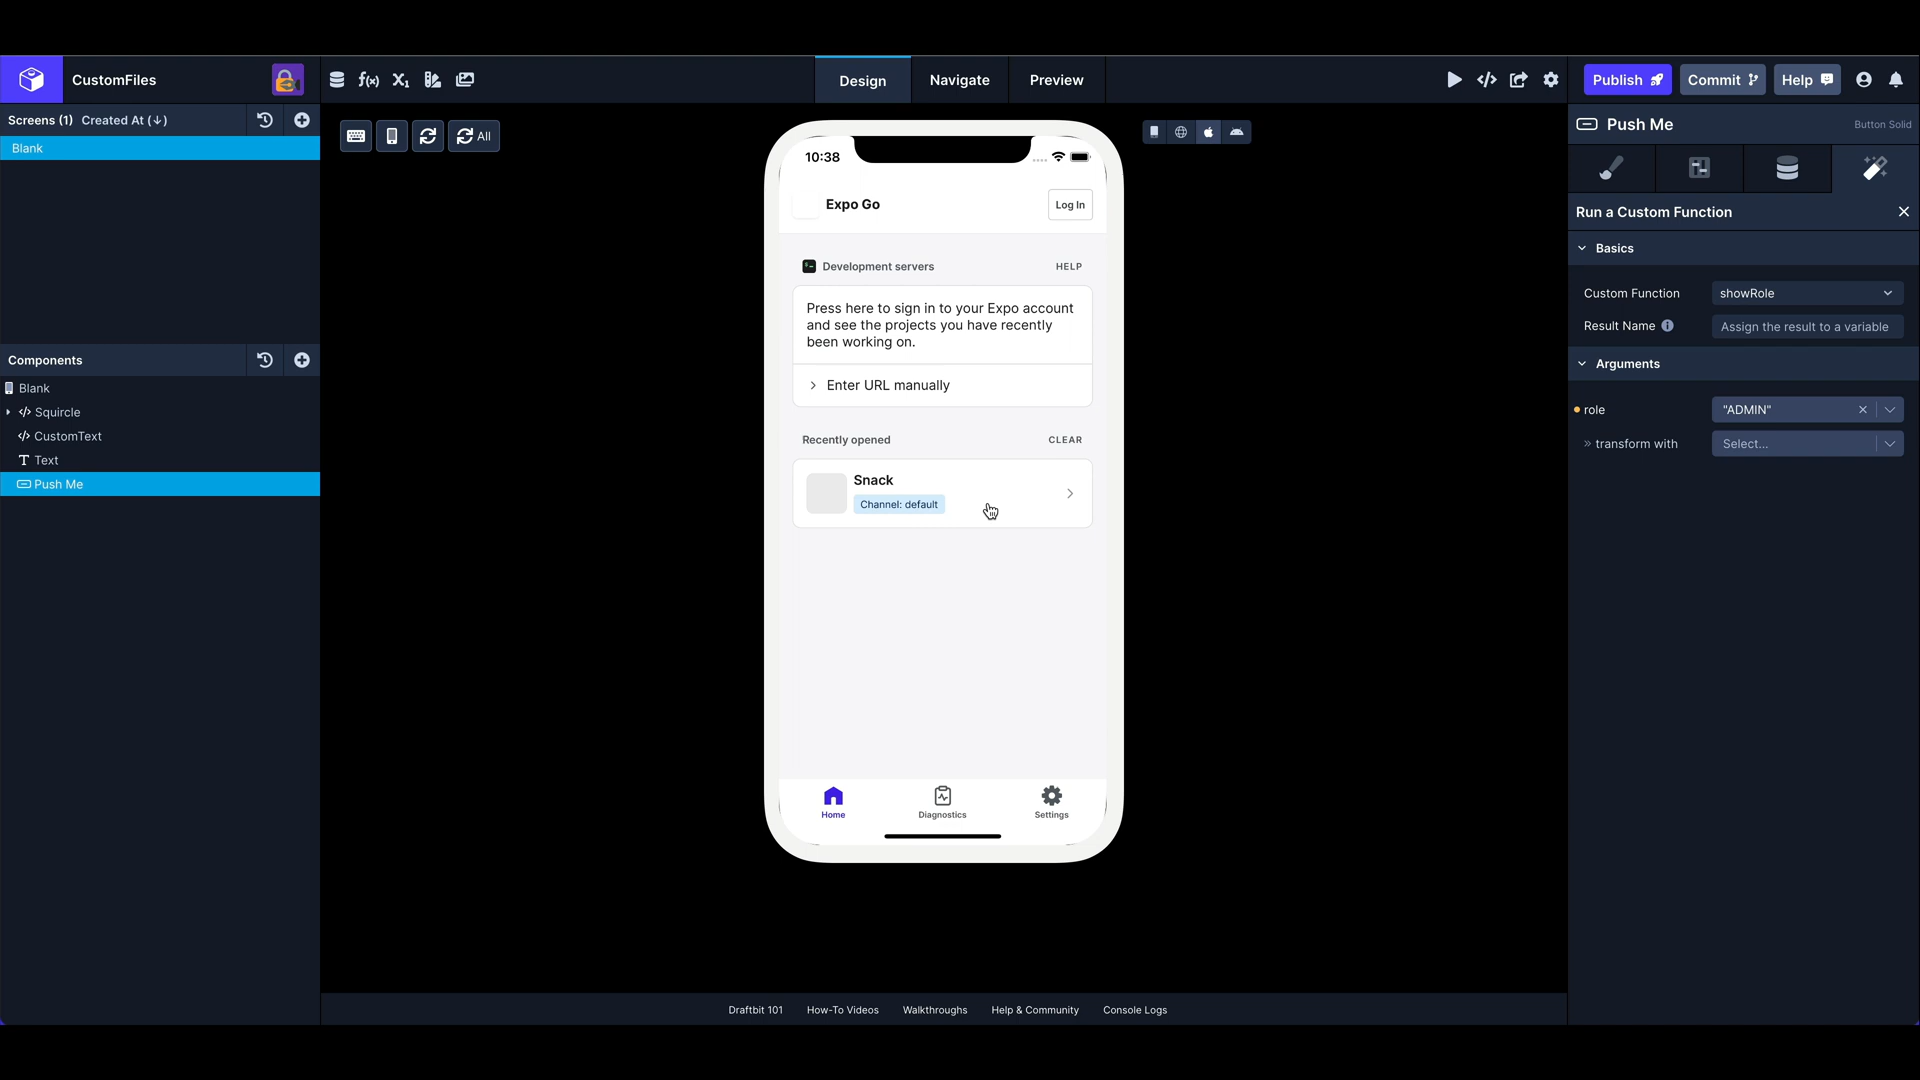 CustomFiles
f(x)
X₁
Design
Navigate
Preview
Publish
Commit
Help
Screens (1) Created At (↓)
Blank
Components
Blank
Squircle
CustomText
Text
Push Me
All
10:38
Expo Go
Log In
Development servers
HELP
Press here to sign in to your Expo account
and see the projects you have recently
been working on.
Enter URL manually
Recently opened
CLEAR
Snack
Channel: default
Home
Diagnostics
Settings
Push Me
Button Solid
Run a Custom Function
Basics
Custom Function
showRole
Result Name
Assign the result to a variable
Arguments
role
"ADMIN"
» transform with
Select...
Draftbit 101
How-To Videos
Walkthroughs
Help & Community
Console Logs